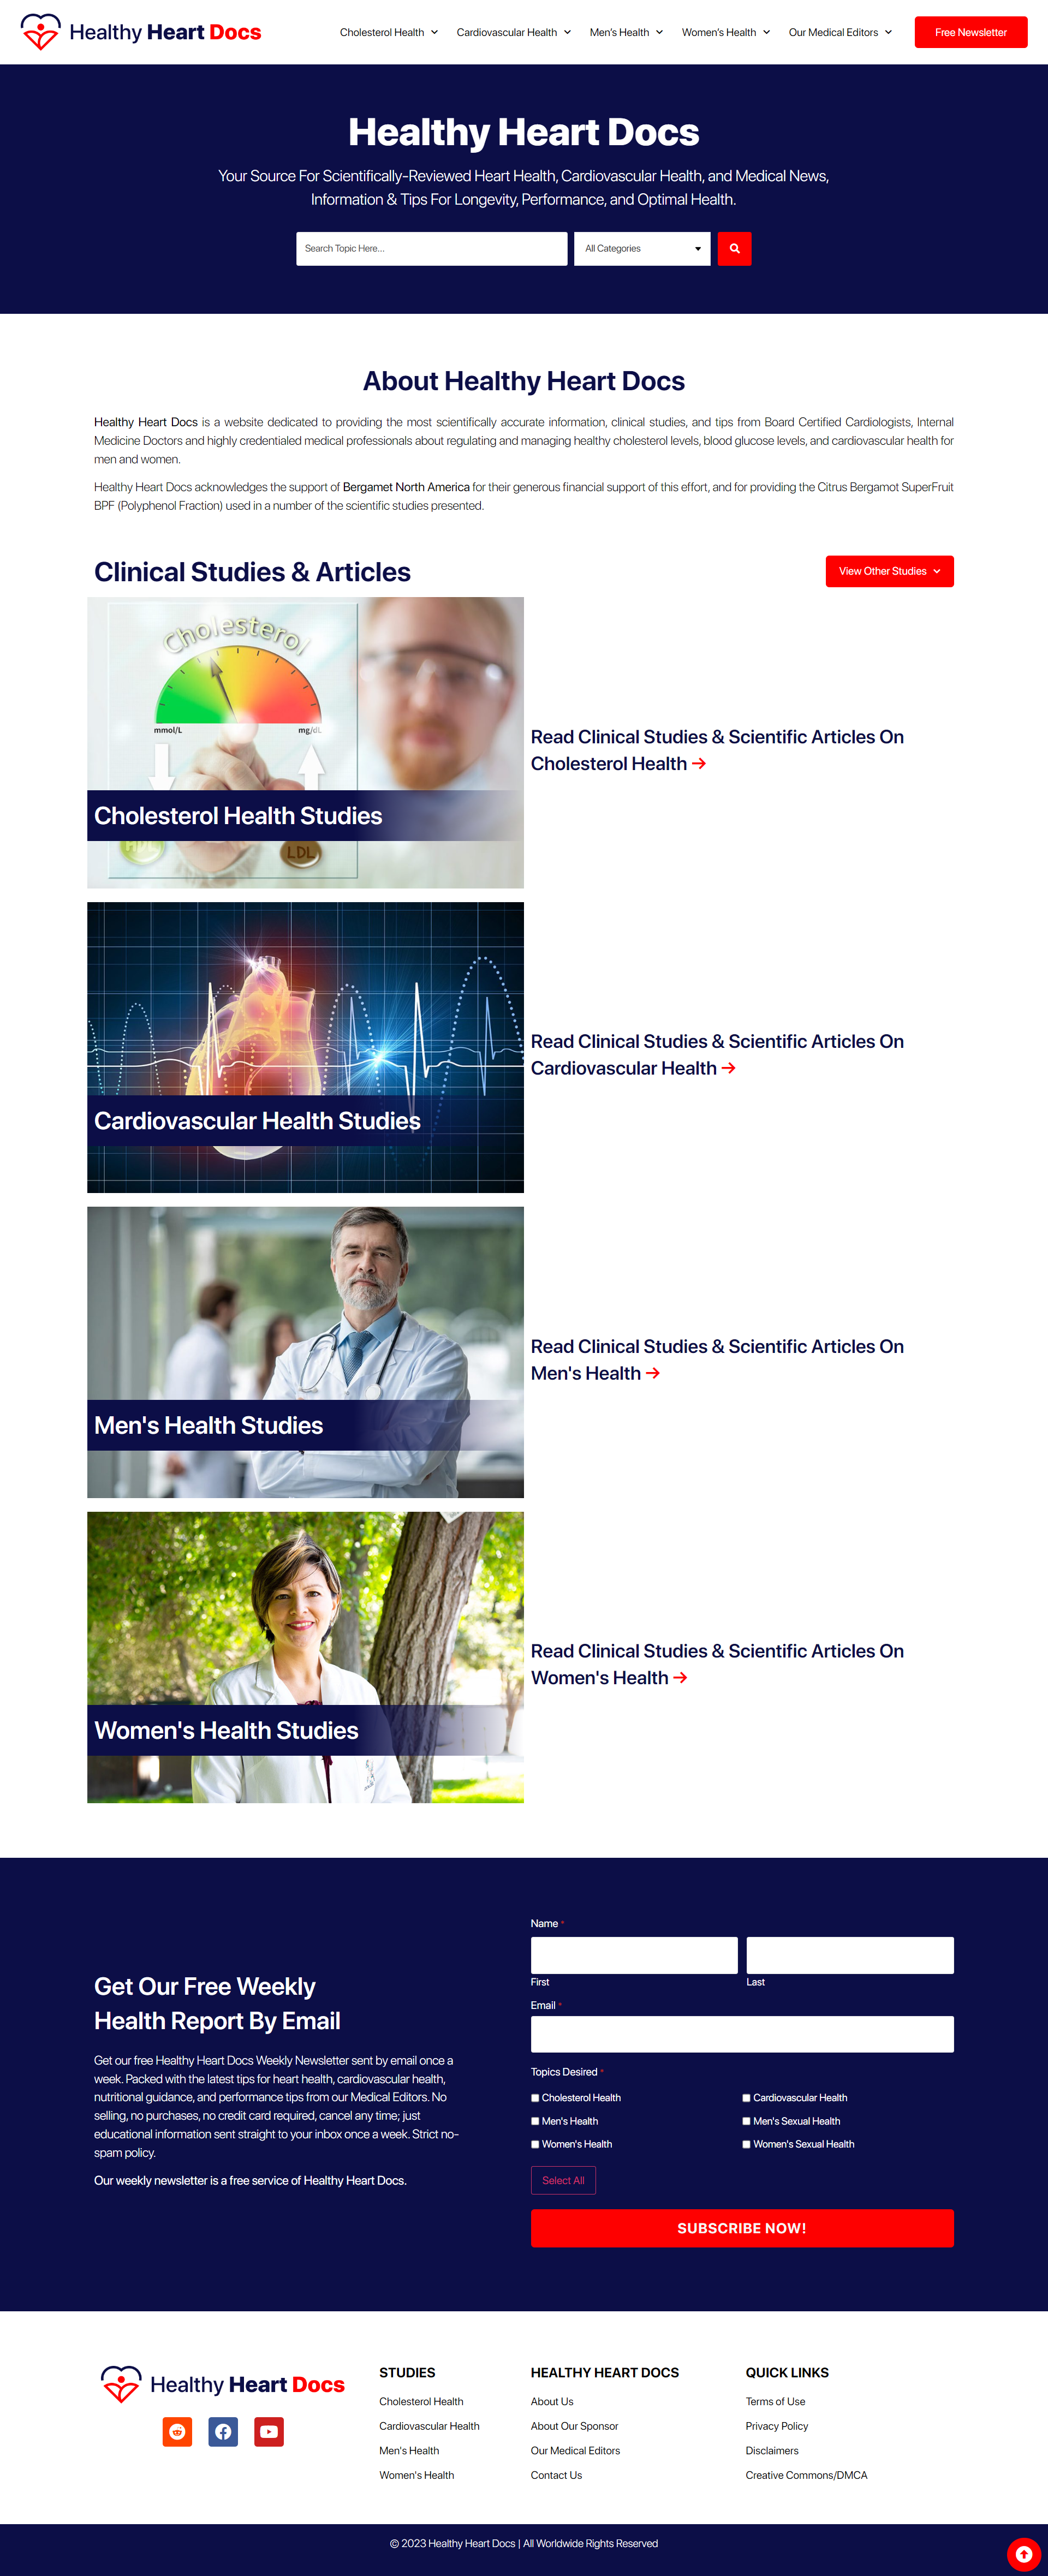 Healthy Heart Docs
Cholesterol Health
Cardiovascular Health
Men's Health
Women's Health
Our Medical Editors
Free Newsletter
Healthy Heart Docs
Your Source For Scientifically-Reviewed Heart Health, Cardiovascular Health, and Medical News,
Information & Tips For Longevity, Performance, and Optimal Health.
Search Topic Here...
All Categories
About Healthy Heart Docs
Healthy Heart Docs is a website dedicated to providing the most scientifically accurate information, clinical studies, and tips from Board Certified Cardiologists, Internal
Medicine Doctors and highly credentialed medical professionals about regulating and managing healthy cholesterol levels, blood glucose levels, and cardiovascular health for
men and women.
Healthy Heart Docs acknowledges the support of Bergamet North America for their generous financial support of this effort, and for providing the Citrus Bergamot SuperFruit
BPF (Polyphenol Fraction) used in a number of the scientific studies presented.
Clinical Studies & Articles
View Other Studies
Cholesterol
mmol/L
mg/dL
Cholesterol Health Studies
HDL
LDL
Read Clinical Studies & Scientific Articles On
Cholesterol Health →
Cardiovascular Health Studies
Read Clinical Studies & Scientific Articles On
Cardiovascular Health →
Men's Health Studies
Read Clinical Studies & Scientific Articles On
Men's Health →
Women's Health Studies
Read Clinical Studies & Scientific Articles On
Women's Health →
Get Our Free Weekly
Health Report By Email
Get our free Healthy Heart Docs Weekly Newsletter sent by email once a
week. Packed with the latest tips for heart health, cardiovascular health,
nutritional guidance, and performance tips from our Medical Editors. No
selling, no purchases, no credit card required, cancel any time; just
educational information sent straight to your inbox once a week. Strict no-
spam policy.
Our weekly newsletter is a free service of Healthy Heart Docs.
Name *
First
Last
Email *
Topics Desired *
Cholesterol Health
Cardiovascular Health
Men's Health
Men's Sexual Health
Women's Health
Women's Sexual Health
Select All
SUBSCRIBE NOW!
Healthy Heart Docs
STUDIES
Cholesterol Health
Cardiovascular Health
Men's Health
Women's Health
HEALTHY HEART DOCS
About Us
About Our Sponsor
Our Medical Editors
Contact Us
QUICK LINKS
Terms of Use
Privacy Policy
Disclaimers
Creative Commons/DMCA
© 2023 Healthy Heart Docs | All Worldwide Rights Reserved